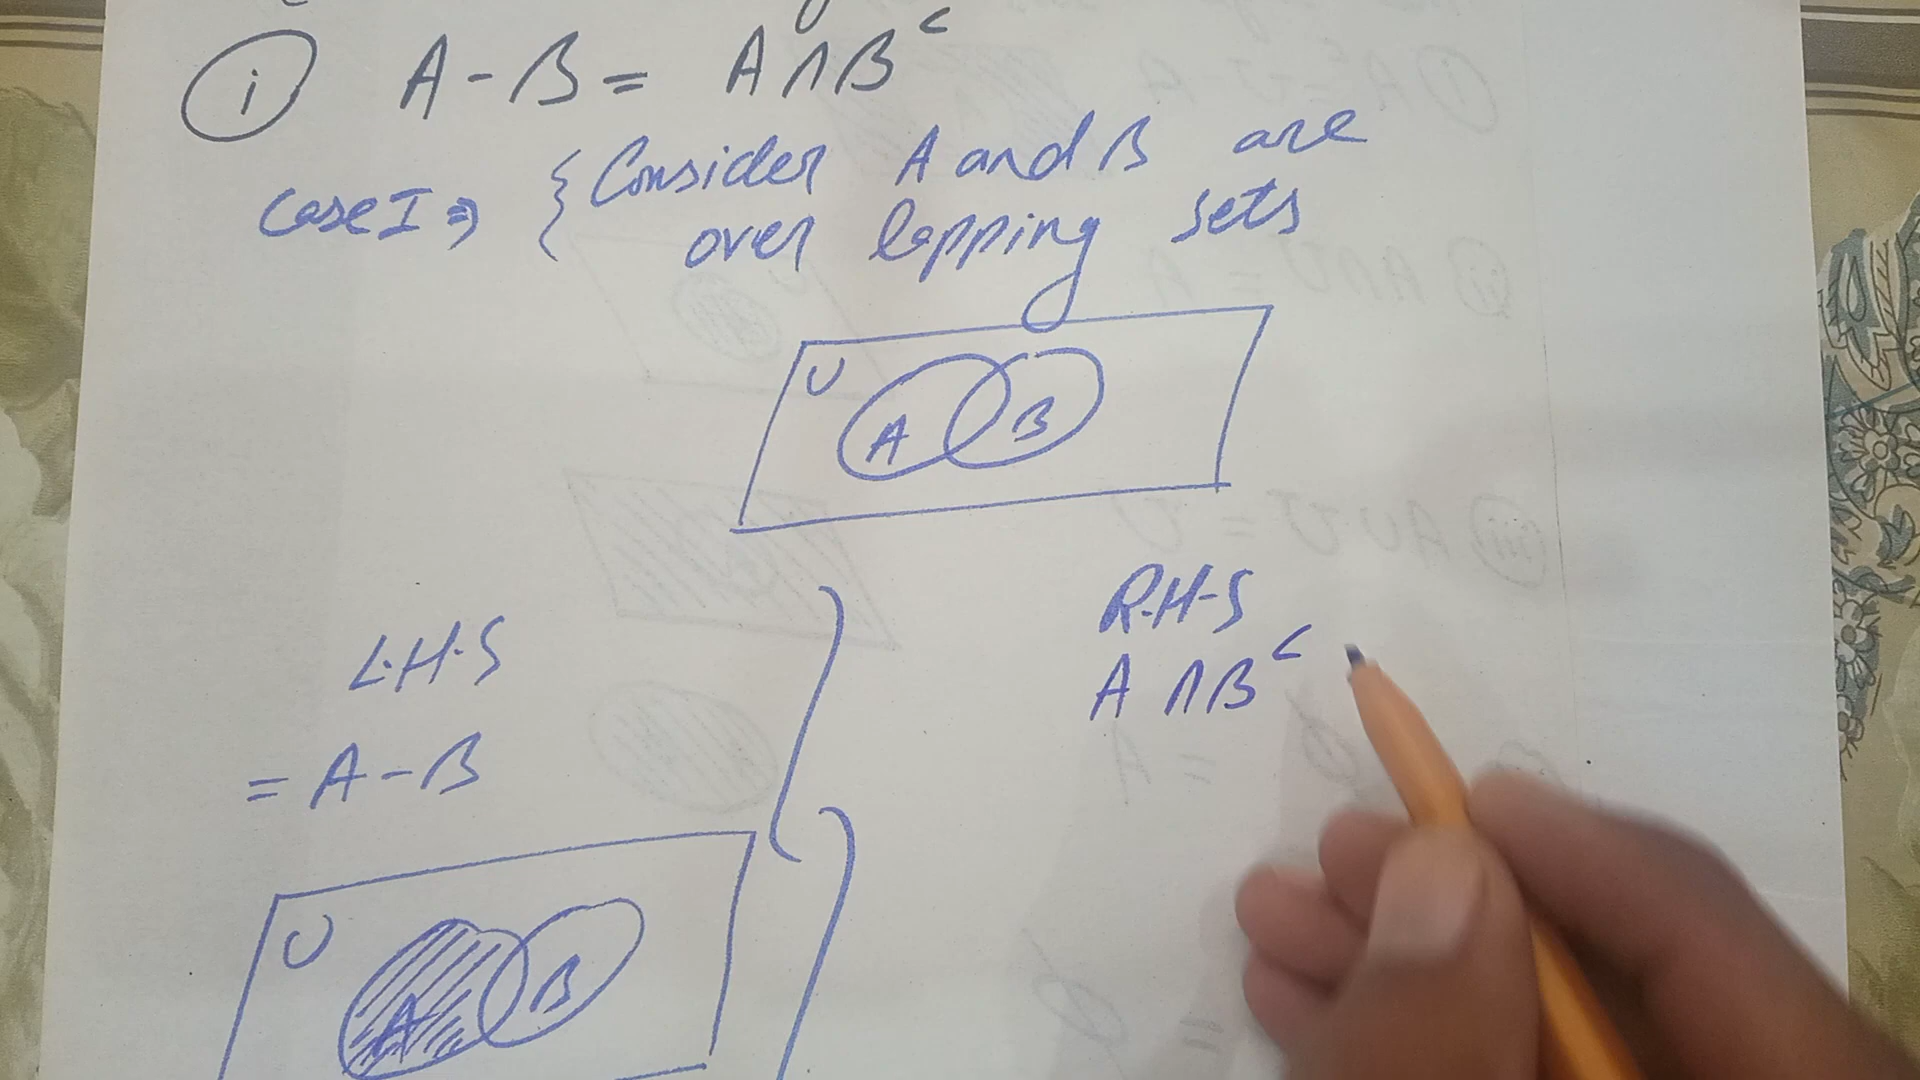 (i) A - B = A ∩ B^c
Case I ⇒ { Consider A and B are
over lapping sets
U
A B
R.H.S
L.H.S
A ∩ B^c
= A - B
U
A B